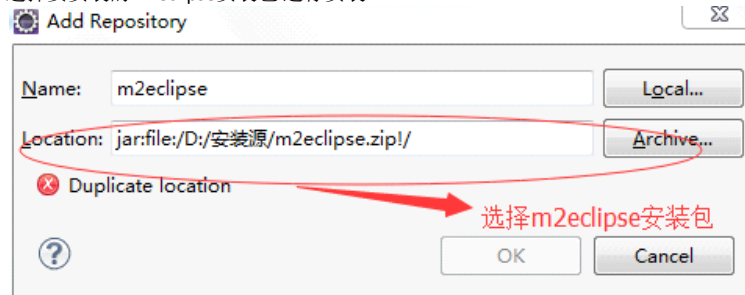 Add Repository
Name: m2eclipse Local...
Location: jar:file:/D:/安装源/m2eclipse.zip!/ Archive...
Duplicate location
选择m2eclipse安装包
OK Cancel